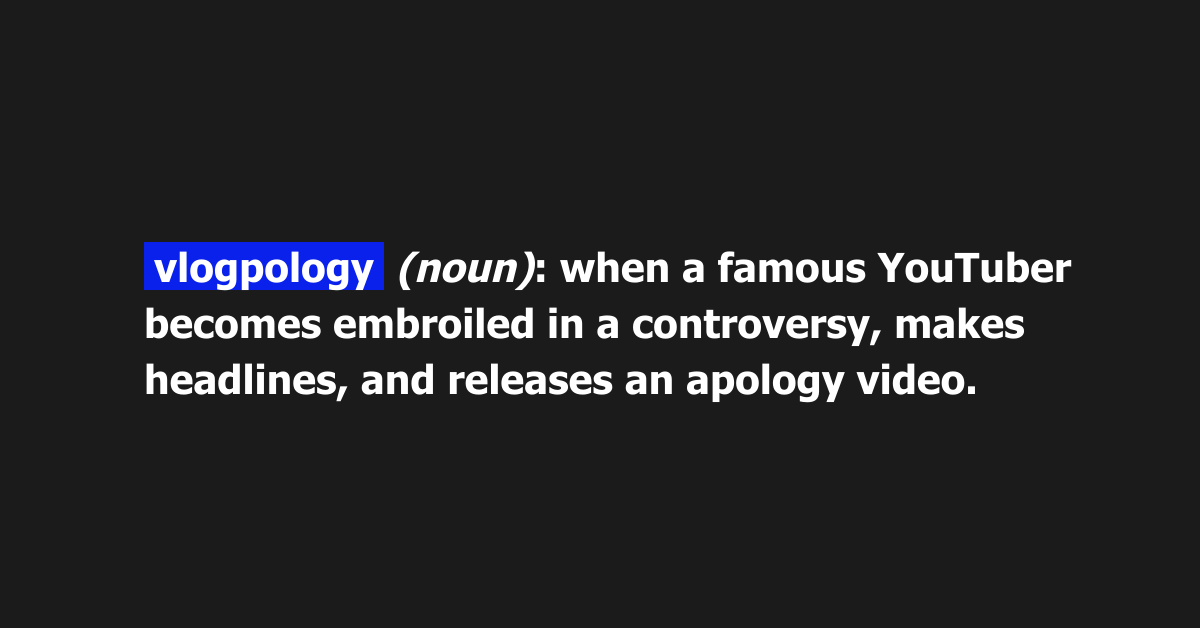 vlogpology (noun): when a famous YouTuber
becomes embroiled in a controversy, makes
headlines, and releases an apology video.